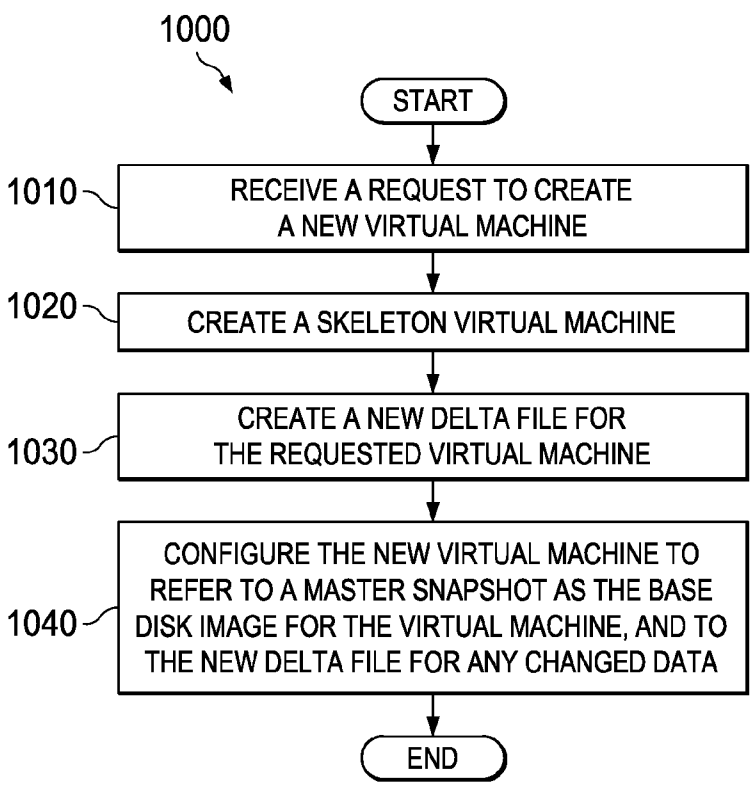 1000
START
1010
RECEIVE A REQUEST TO CREATE
A NEW VIRTUAL MACHINE
1020
CREATE A SKELETON VIRTUAL MACHINE
1030
CREATE A NEW DELTA FILE FOR
THE REQUESTED VIRTUAL MACHINE
1040
CONFIGURE THE NEW VIRTUAL MACHINE TO
REFER TO A MASTER SNAPSHOT AS THE BASE
DISK IMAGE FOR THE VIRTUAL MACHINE, AND TO
THE NEW DELTA FILE FOR ANY CHANGED DATA
END